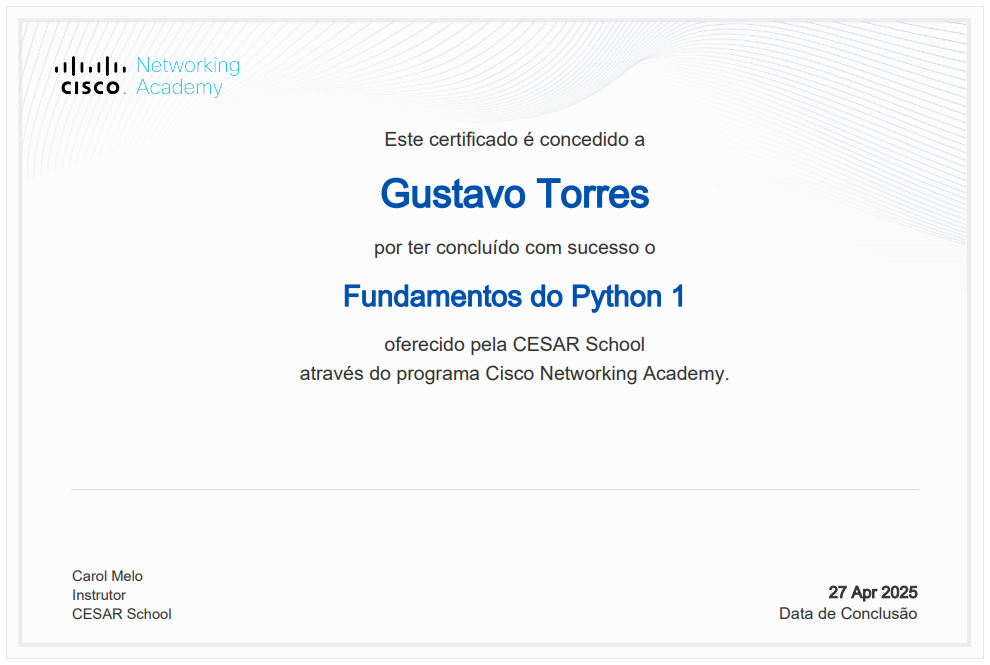 Networking
CISCO Academy
Este certificado é concedido a
Gustavo Torres
por ter concluído com sucesso o
Fundamentos do Python 1
oferecido pela CESAR School
através do programa Cisco Networking Academy.
Carol Melo
Instrutor
CESAR School
27 Apr 2025
Data de Conclusão